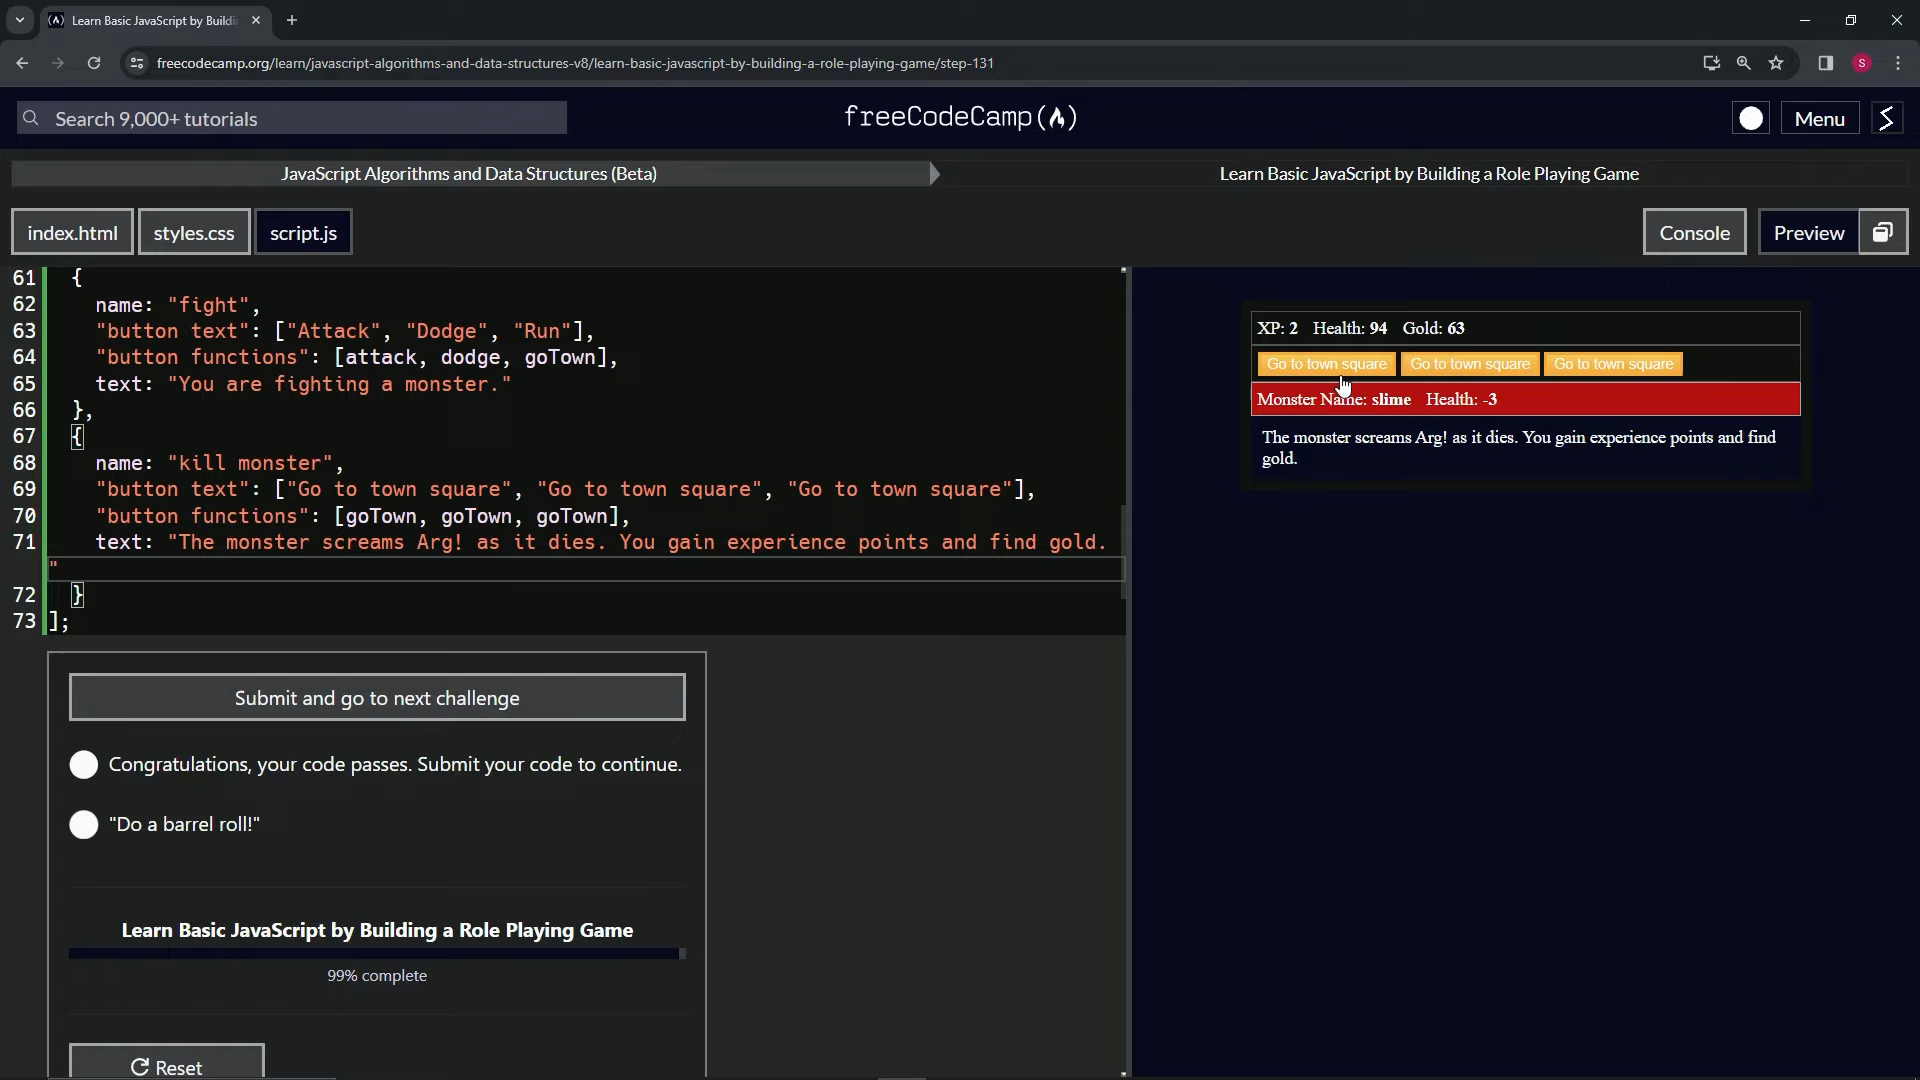 Learn Basic JavaScript by Buildi
freecodecamp.org/learn/javascript-algorithms-and-data-structures-v8/learn-basic-javascript-by-building-a-role-playing-game/step-131
S
Search 9,000+ tutorials
freeCodeCamp
Menu
JavaScript Algorithms and Data Structures (Beta)
Learn Basic JavaScript by Building a Role Playing Game
index.html
styles.css
script.js
Console
Preview
61 {
62 name: "fight",
63 "button text": ["Attack", "Dodge", "Run"],
64 "button functions": [attack, dodge, goTown],
65 text: "You are fighting a monster."
66 },
67 {
68 name: "kill monster",
69 "button text": ["Go to town square", "Go to town square", "Go to town square"],
70 "button functions": [goTown, goTown, goTown],
71 text: "The monster screams Arg! as it dies. You gain experience points and find gold.
"
72 }
73 ];
Submit and go to next challenge
Congratulations, your code passes. Submit your code to continue.
"Do a barrel roll!"
Learn Basic JavaScript by Building a Role Playing Game
99% complete
Reset
XP: 2 Health: 94 Gold: 63
Go to town square Go to town square Go to town square
Monster Name: slime Health: -3
The monster screams Arg! as it dies. You gain experience points and find
gold.